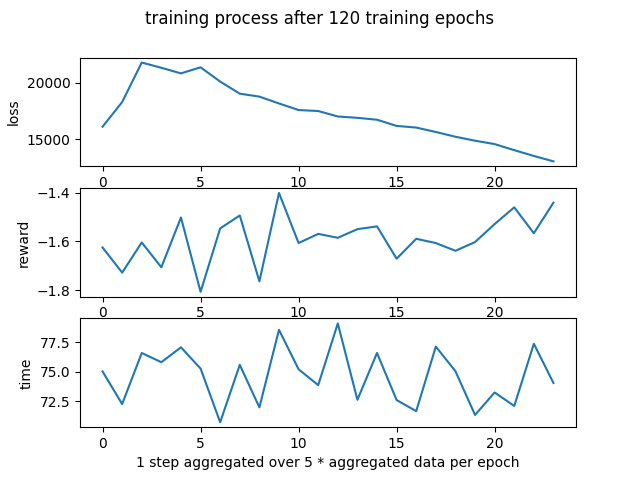 training process after 120 training epochs
20000
15000
loss
0 5 10 15 20
−1.4
−1.6
−1.8
reward
0 5 10 15 20
77.5
75.0
72.5
time
0 5 10 15 20
1 step aggregated over 5 * aggregated data per epoch